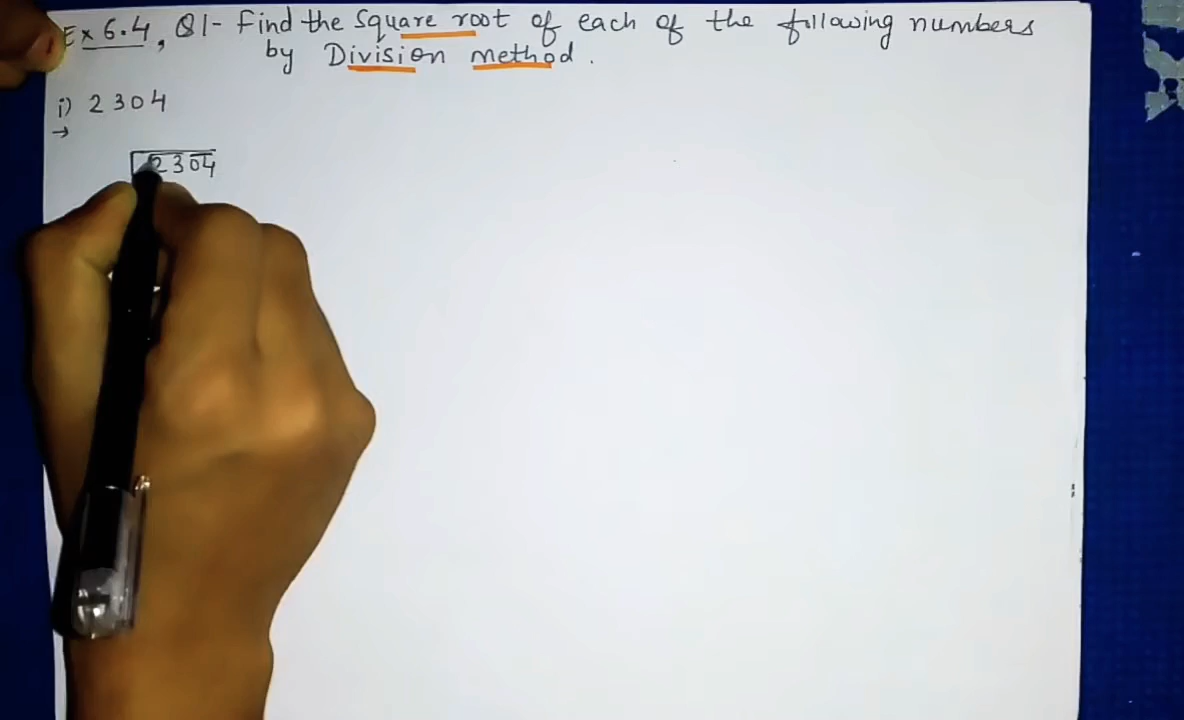 Ex 6.4, Q1- Find the Square root of each of the following numbers
by Division method.
i) 2304
→
2304